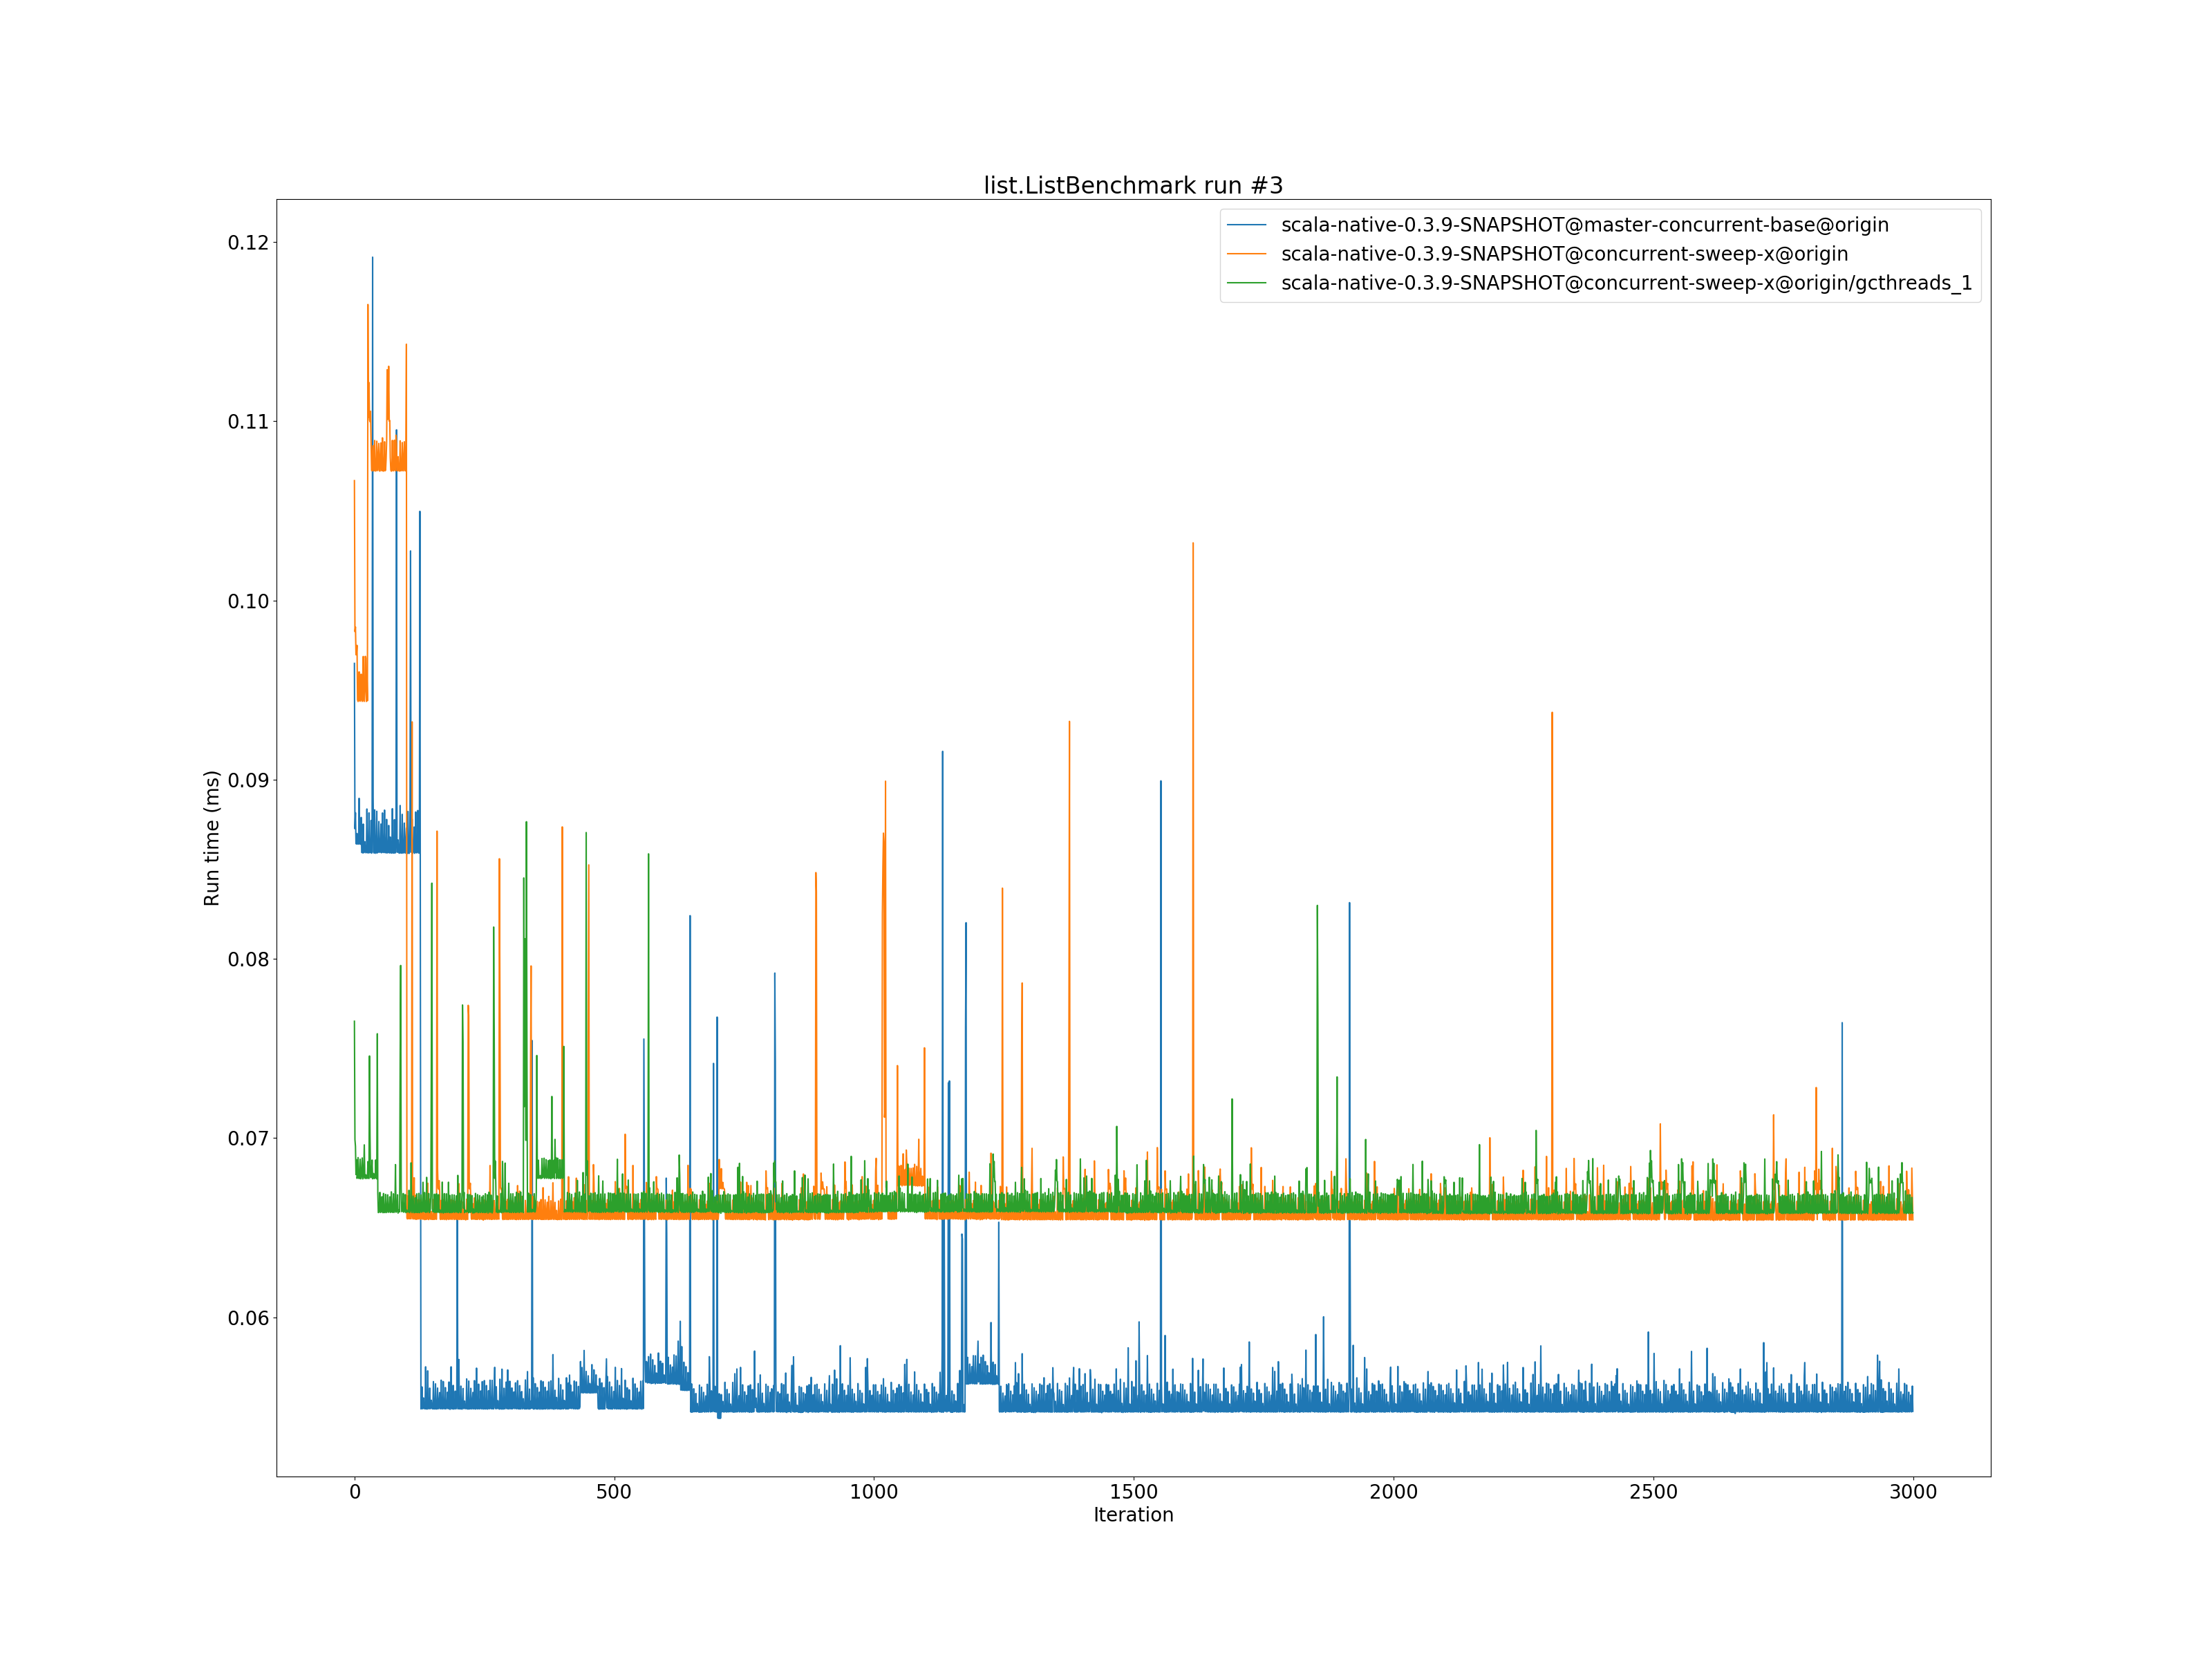 list.ListBenchmark run #3
scala-native-0.3.9-SNAPSHOT@master-concurrent-base@origin
scala-native-0.3.9-SNAPSHOT@concurrent-sweep-x@origin
scala-native-0.3.9-SNAPSHOT@concurrent-sweep-x@origin/gcthreads_1
0.12
0.11
0.10
0.09
0.08
0.07
0.06
Run time (ms)
0 500 1000 1500 2000 2500 3000
Iteration